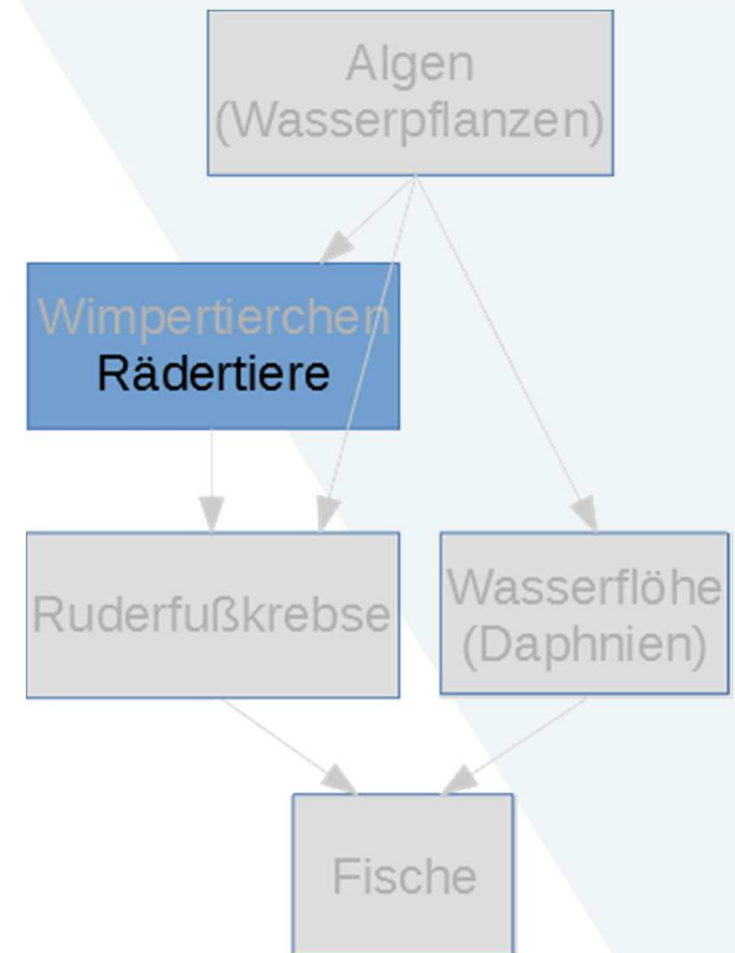 Algen
(Wasserpflanzen)
Wimpertierchen
Rädertiere
Ruderfußkrebse
Wasserflöhe
(Daphnien)
Fische